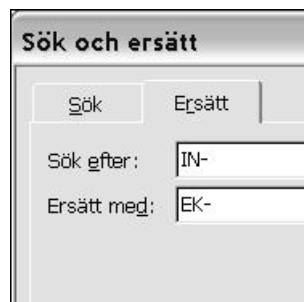 Sök och ersätt
Sök Ersätt
Sök efter: IN-
Ersätt med: EK-